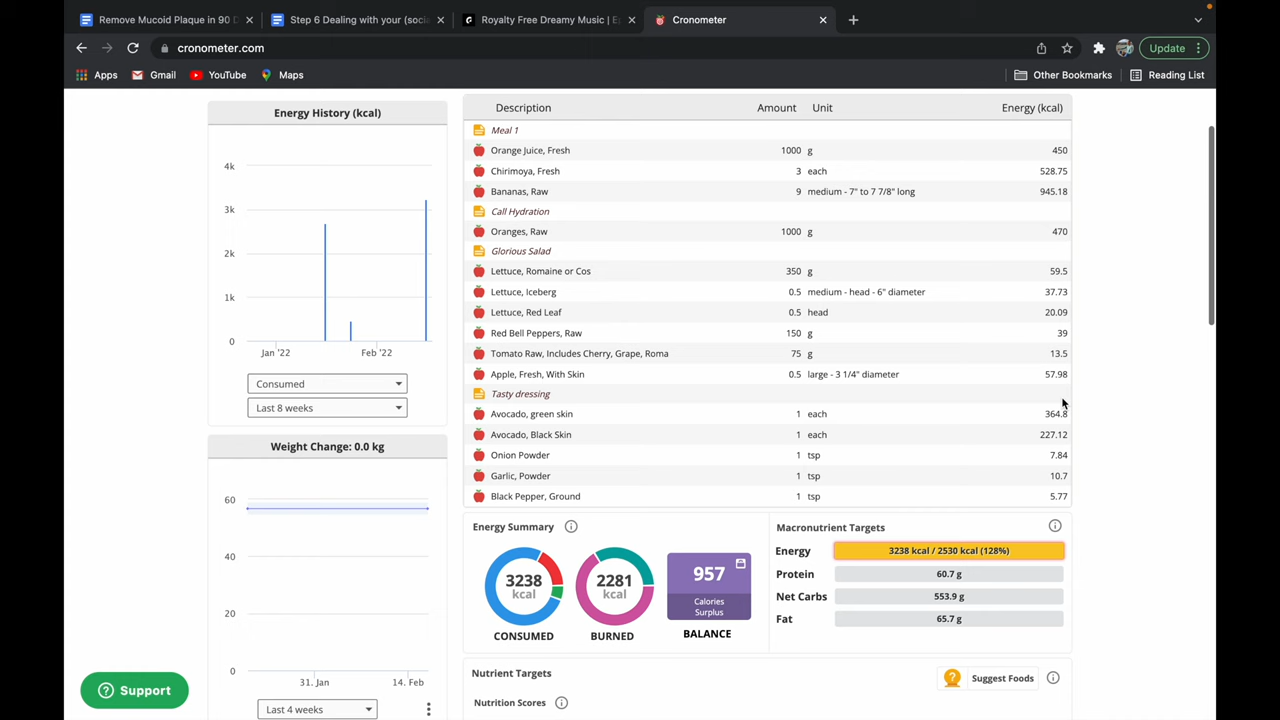 Remove Mucoid Plaque in 90 D
Step 6 Dealing with your (socia
Royalty Free Dreamy Music | E
Cronometer
cronometer.com
Update
Apps
Gmail
YouTube
Maps
Other Bookmarks
Reading List
Energy History (kcal)
4k
3k
2k
1k
0
Jan '22
Feb '22
Consumed
Last 8 weeks
Weight Change: 0.0 kg
60
40
20
0
31. Jan
14. Feb
Last 4 weeks
Support
Description Amount Unit Energy (kcal)
Meal 1
Orange Juice, Fresh 1000 g 450
Chirimoya, Fresh 3 each 528.75
Bananas, Raw 9 medium - 7" to 7 7/8" long 945.18
Call Hydration
Oranges, Raw 1000 g 470
Glorious Salad
Lettuce, Romaine or Cos 350 g 59.5
Lettuce, Iceberg 0.5 medium - head - 6" diameter 37.73
Lettuce, Red Leaf 0.5 head 20.09
Red Bell Peppers, Raw 150 g 39
Tomato Raw, Includes Cherry, Grape, Roma 75 g 13.5
Apple, Fresh, With Skin 0.5 large - 3 1/4" diameter 57.98
Tasty dressing
Avocado, green skin 1 each 364.8
Avocado, Black Skin 1 each 227.12
Onion Powder 1 tsp 7.84
Garlic, Powder 1 tsp 10.7
Black Pepper, Ground 1 tsp 5.77
Energy Summary
3238
kcal
CONSUMED
2281
kcal
BURNED
957
Calories
Surplus
BALANCE
Macronutrient Targets
Energy 3238 kcal / 2530 kcal (128%)
Protein 60.7 g
Net Carbs 553.9 g
Fat 65.7 g
Nutrient Targets
Suggest Foods
Nutrition Scores